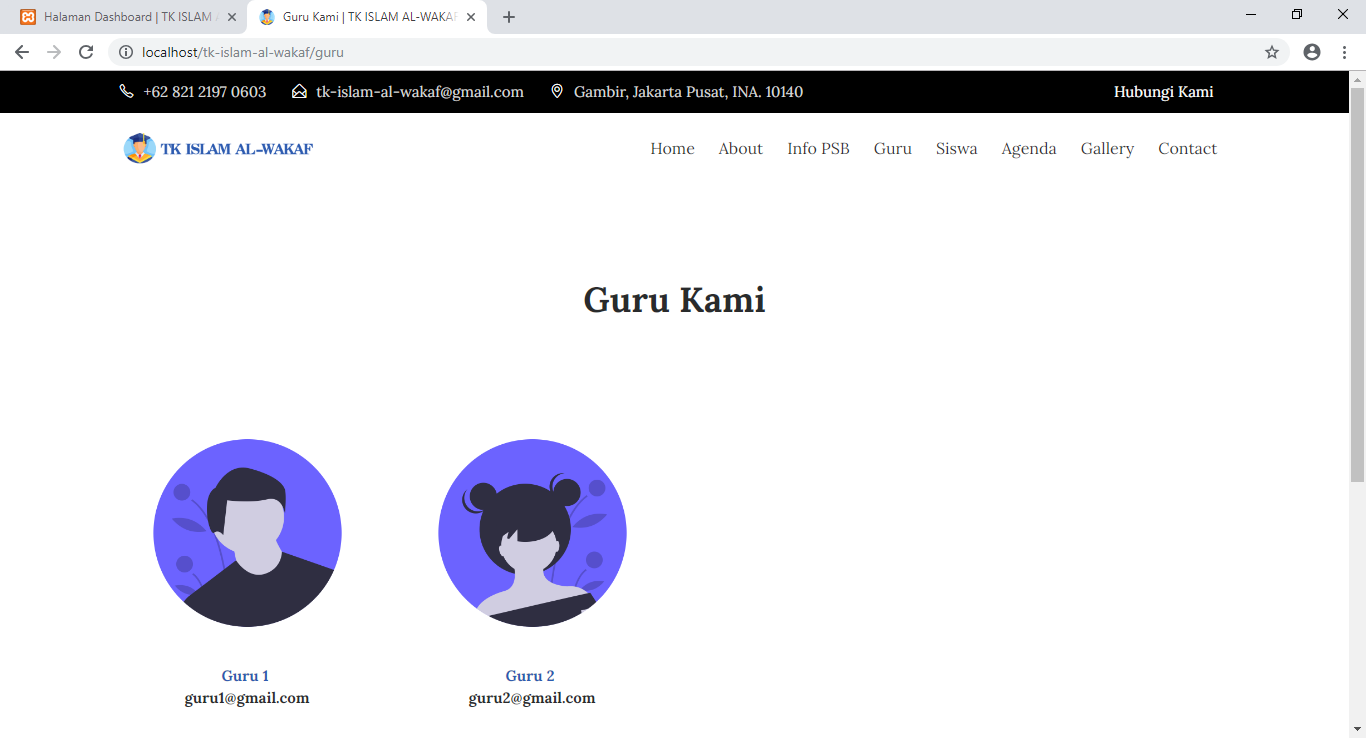 Halaman Dashboard | TK ISLAM A
Guru Kami | TK ISLAM AL-WAKAF
localhost/tk-islam-al-wakaf/guru
+62 821 2197 0603 tk-islam-al-wakaf@gmail.com Gambir, Jakarta Pusat, INA. 10140 Hubungi Kami
TK ISLAM AL-WAKAF Home About Info PSB Guru Siswa Agenda Gallery Contact
Guru Kami
Guru 1
guru1@gmail.com
Guru 2
guru2@gmail.com